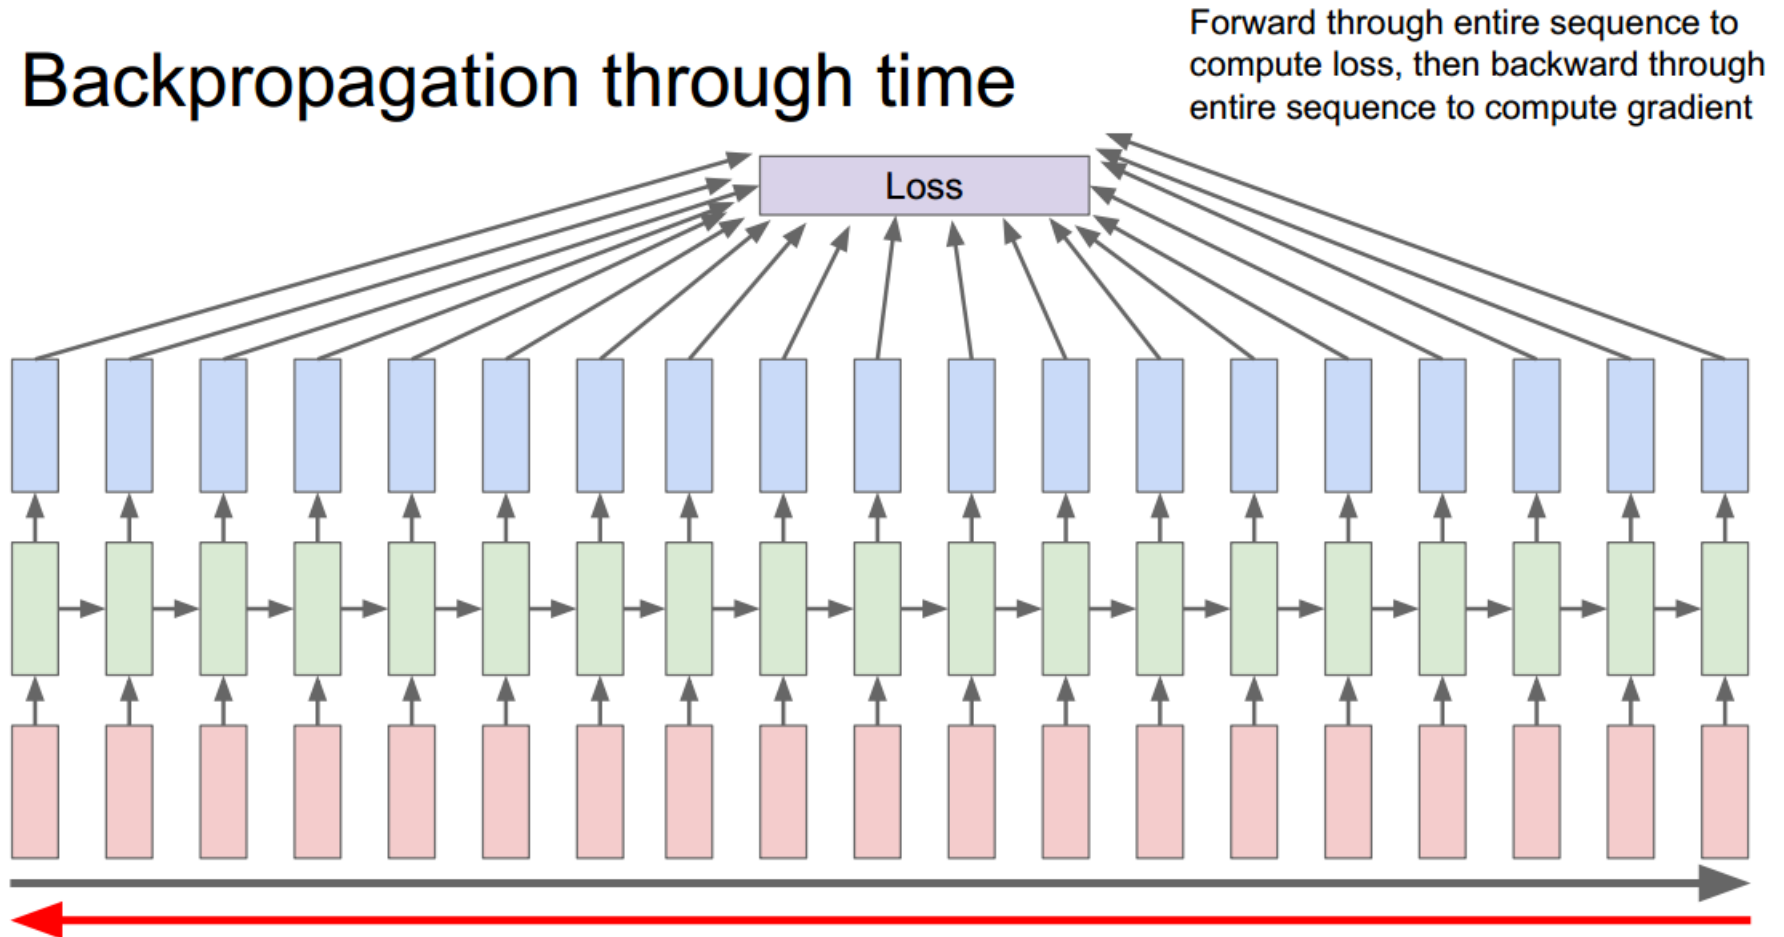 Backpropagation through time
Forward through entire sequence to
compute loss, then backward through
entire sequence to compute gradient
Loss